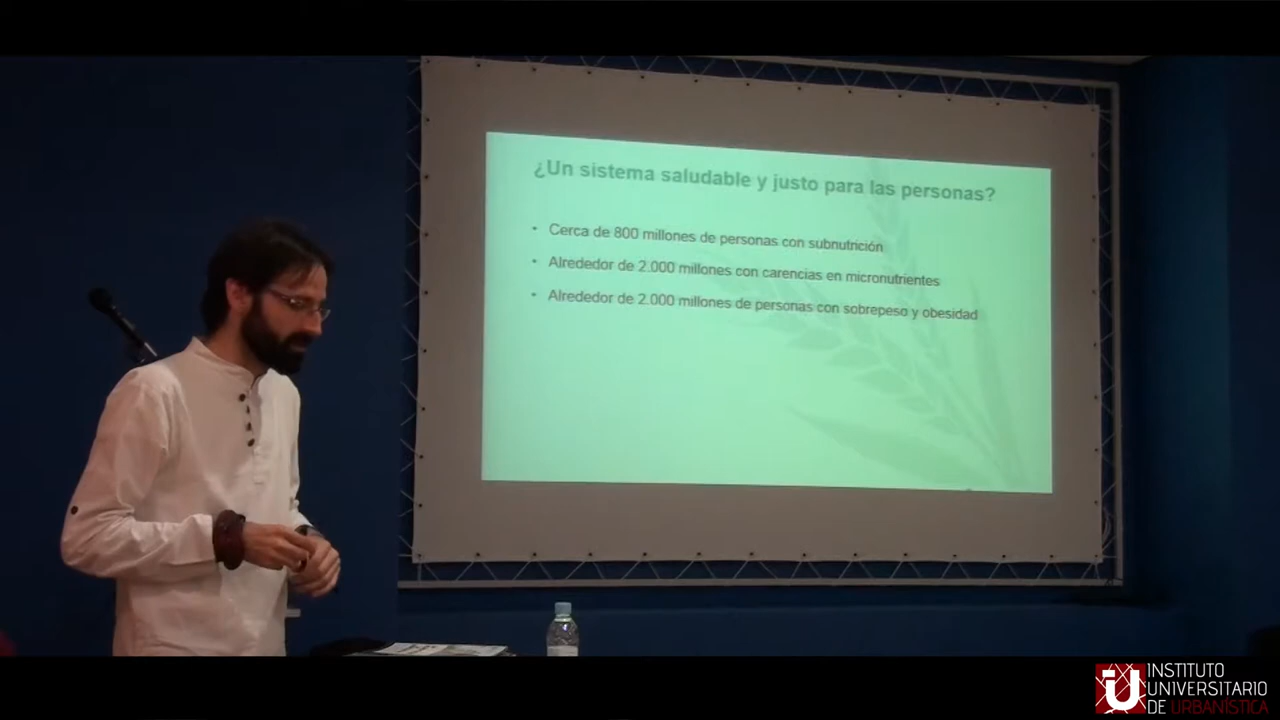 ¿Un sistema saludable y justo para las personas?
• Cerca de 800 millones de personas con subnutrición
• Alrededor de 2.000 millones con carencias en micronutrientes
• Alrededor de 2.000 millones de personas con sobrepeso y obesidad
iU INSTITUTO
UNIVERSITARIO
DE URBANÍSTICA